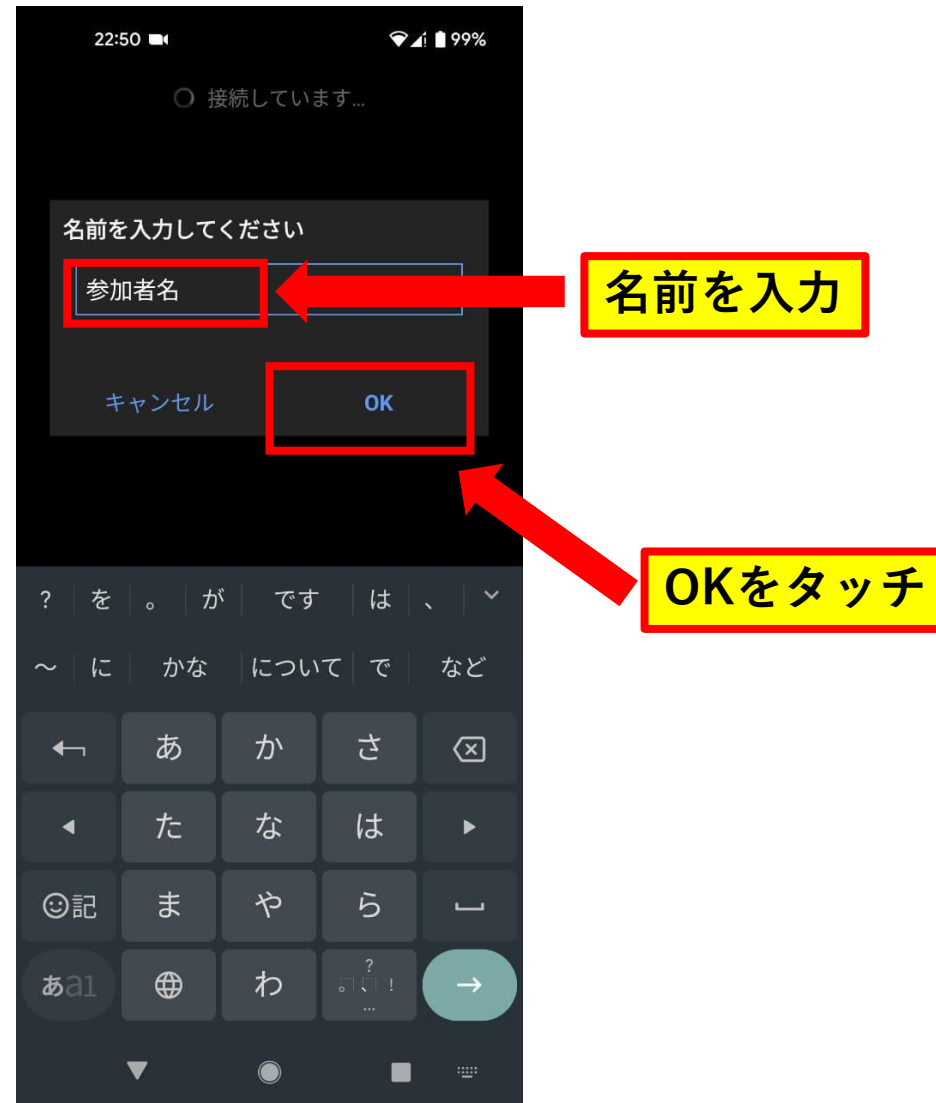 22:50
99%
接続しています...
名前を入力してください
参加者名
名前を入力
キャンセル
OK
OKをタッチ
? を 。 が です は 、
～ に かな について で など
あ か さ
た な は
記 ま や ら
あa1 わ 。?、!...